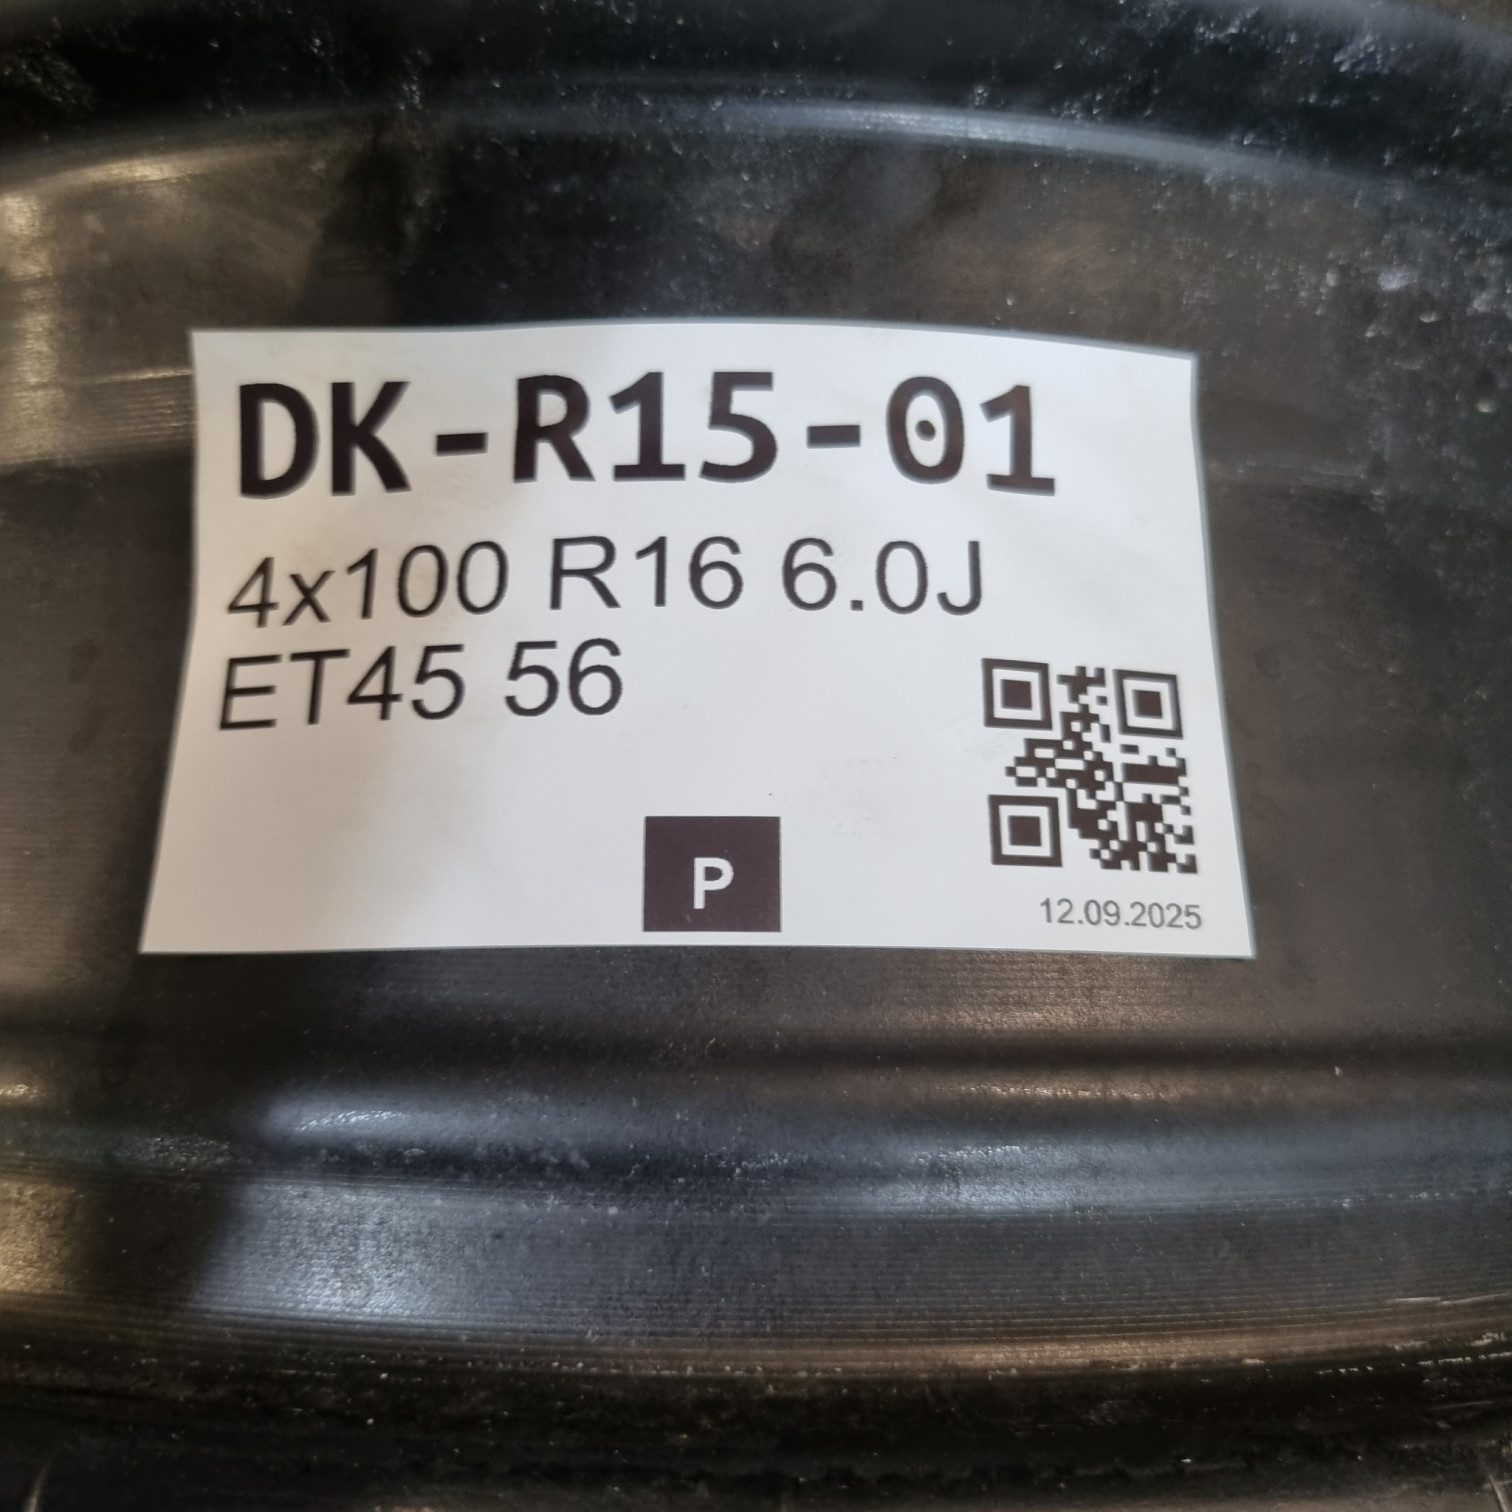 DK-R15-01
4x100 R16 6.0J
ET45 56
P
12.09.2025